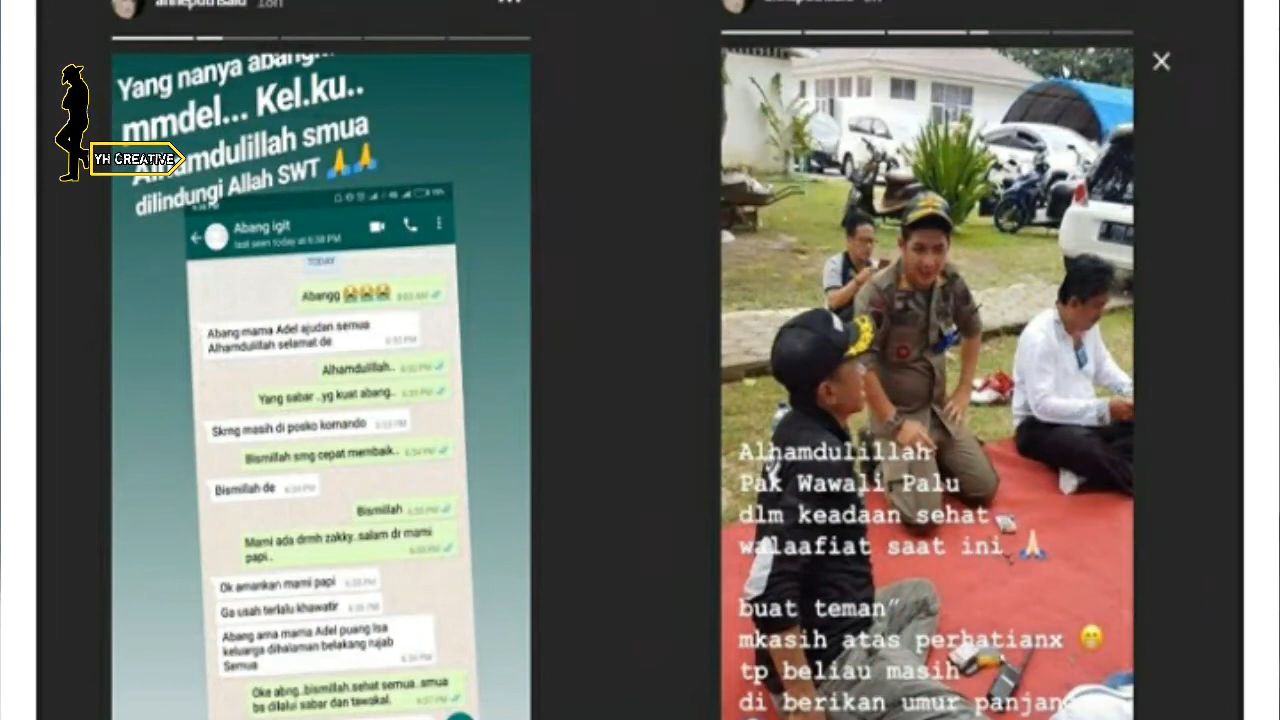 18h
Yang nanya abang..
mmdel... Kel.ku..
Alhamdulillah smua
dilindungi Allah SWT 🙏🙏
YH CREATIVE
Abang igit
last seen today at 6:58 PM
TODAY
Abangg 😭😭😭
Abang mama Adel ajudan semua
Alhamdulillah selamat de
Alhamdulillah..
Yang sabar ..yg kuat abang..
Skrng masih di posko komando
Bismillah smg cepat membaik..
Bismillah de
Bismillah
Mami ada drmh zakky..salam dr mami
papi..
Ok amankan mami papi
Ga usah terlalu khawatir
Abang ama mama Adel puang Isa
keluarga dihalaman belakang rujab
Semua
Oke abng..bismillah.sehat semua..smua
bs dilalui sabar dan tawakal.
Alhamdulillah
Pak Wawali Palu
dlm keadaan sehat
walaafiat saat ini 🙏
buat teman"
mkasih atas perhatianx 😁
tp beliau masih
di berikan umur panjang